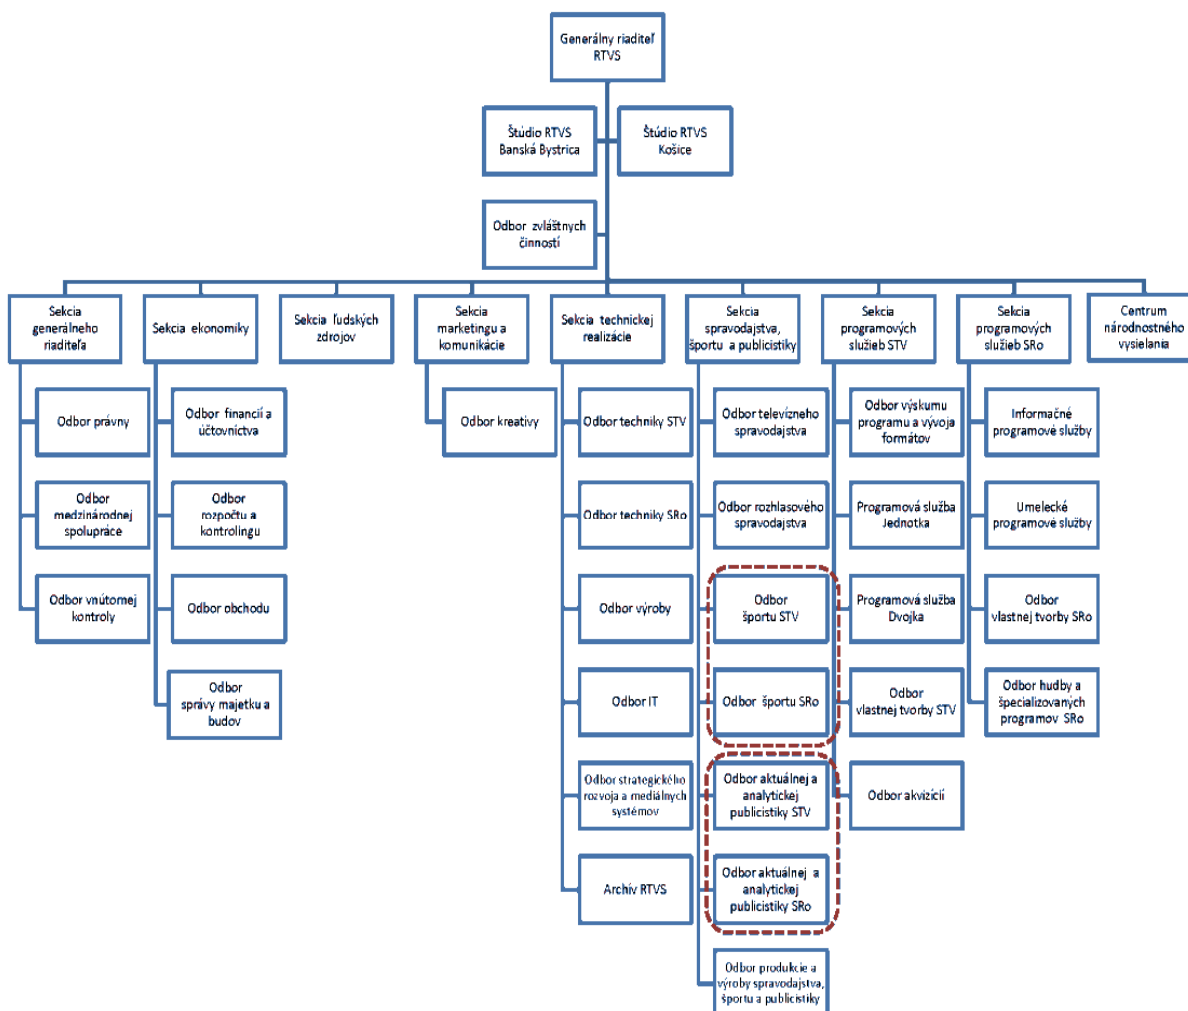 Generálny riaditeľ
RTVS
Štúdio RTVS
Banská Bystrica
Štúdio RTVS
Košice
Odbor zvláštnych
činností
Sekcia
generálneho
riaditeľa
Sekcia ekonomiky
Sekcia ľudských
zdrojov
Sekcia
marketingu a
komunikácie
Sekcia technickej
realizácie
Sekcia
spravodajstva,
športu a publicistiky
Sekcia
programových
služieb STV
Sekcia
programových
služieb SRo
Centrum
národnostného
vysielania
Odbor právny
Odbor financií a
účtovníctva
Odbor kreatívy
Odbor techniky STV
Odbor televízneho
spravodajstva
Odbor výskumu
programu a vývoja
formátov
Informačné
programové služby
Odbor
medzinárodnej
spolupráce
Odbor
rozpočtu a
kontrolingu
Odbor techniky SRo
Odbor rozhlasového
spravodajstva
Programová služba
Jednotka
Umelecké
programové služby
Odbor vnútornej
kontroly
Odbor obchodu
Odbor výroby
Odbor
športu STV
Programová služba
Dvojka
Odbor
vlastnej tvorby SRo
Odbor
správy majetku a
budov
Odbor IT
Odbor športu SRo
Odbor
vlastnej tvorby STV
Odbor hudby a
špecializovaných
programov SRo
Odbor strategického
rozvoja a mediálnych
systémov
Odbor aktuálnej a
analytickej
publicistiky STV
Odbor akvizícií
Archív RTVS
Odbor aktuálnej a
analytickej
publicistiky SRo
Odbor produkcie a
výroby spravodajstva,
športu a publicistiky